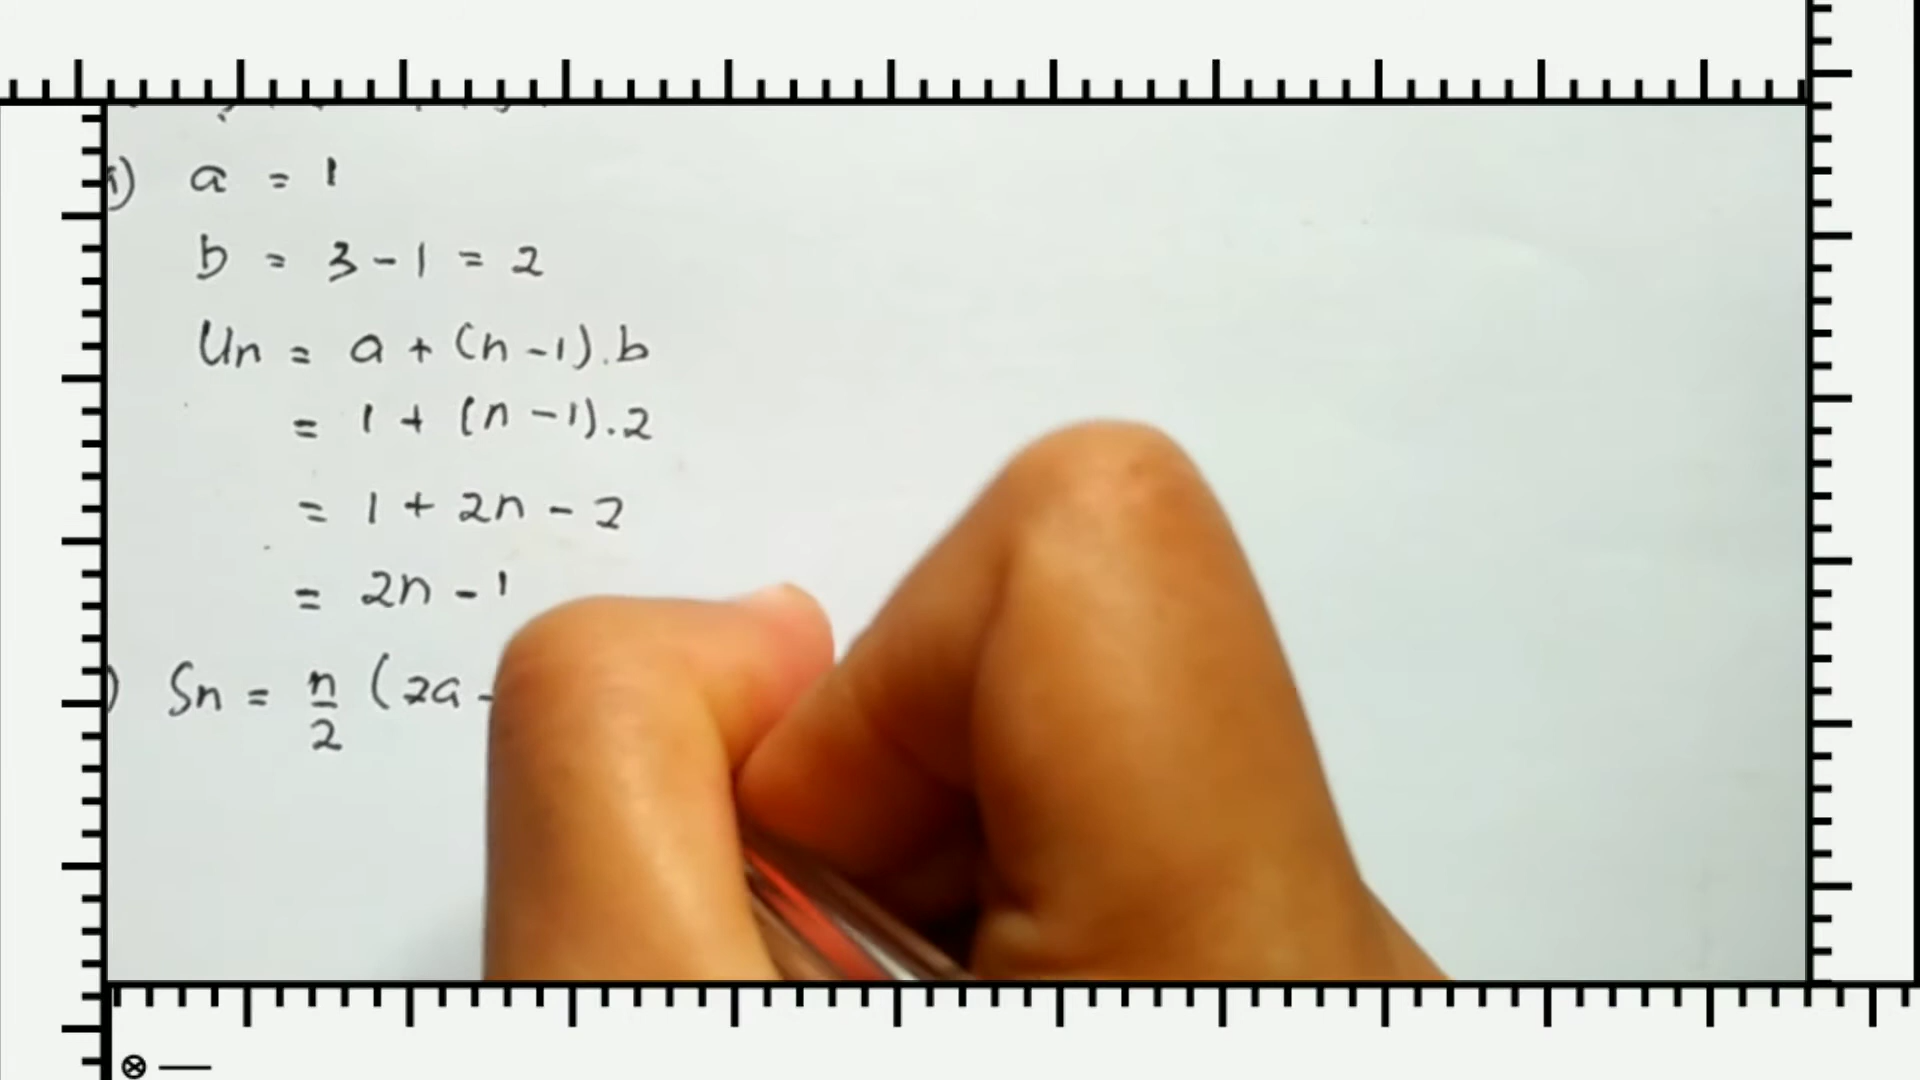 a = 1
b = 3 - 1 = 2
Un = a + (n - 1) . b
= 1 + (n - 1) . 2
= 1 + 2n - 2
= 2n - 1
) Sn = n/2 (2a -